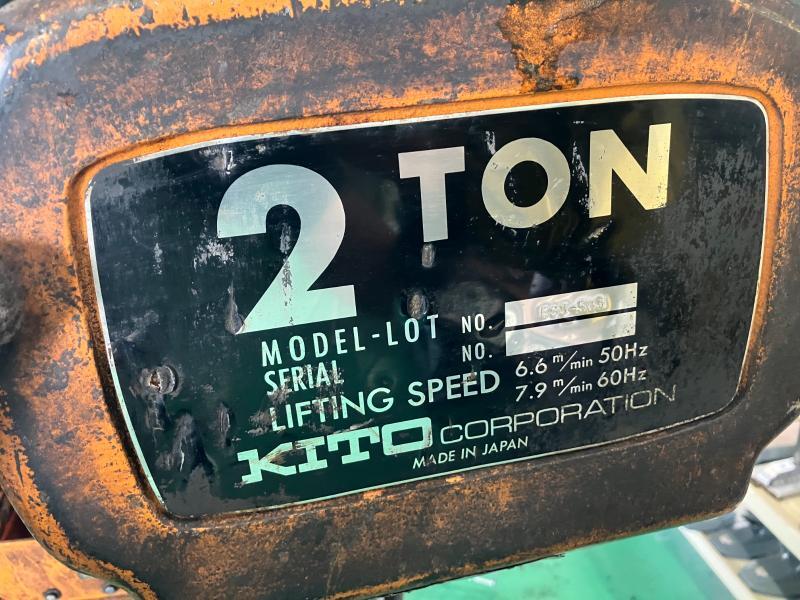 2 TON
MODEL-LOT NO.
SERIAL NO.
LIFTING SPEED 6.6 m/min 50Hz
7.9 m/min 60Hz
KITO CORPORATION
MADE IN JAPAN